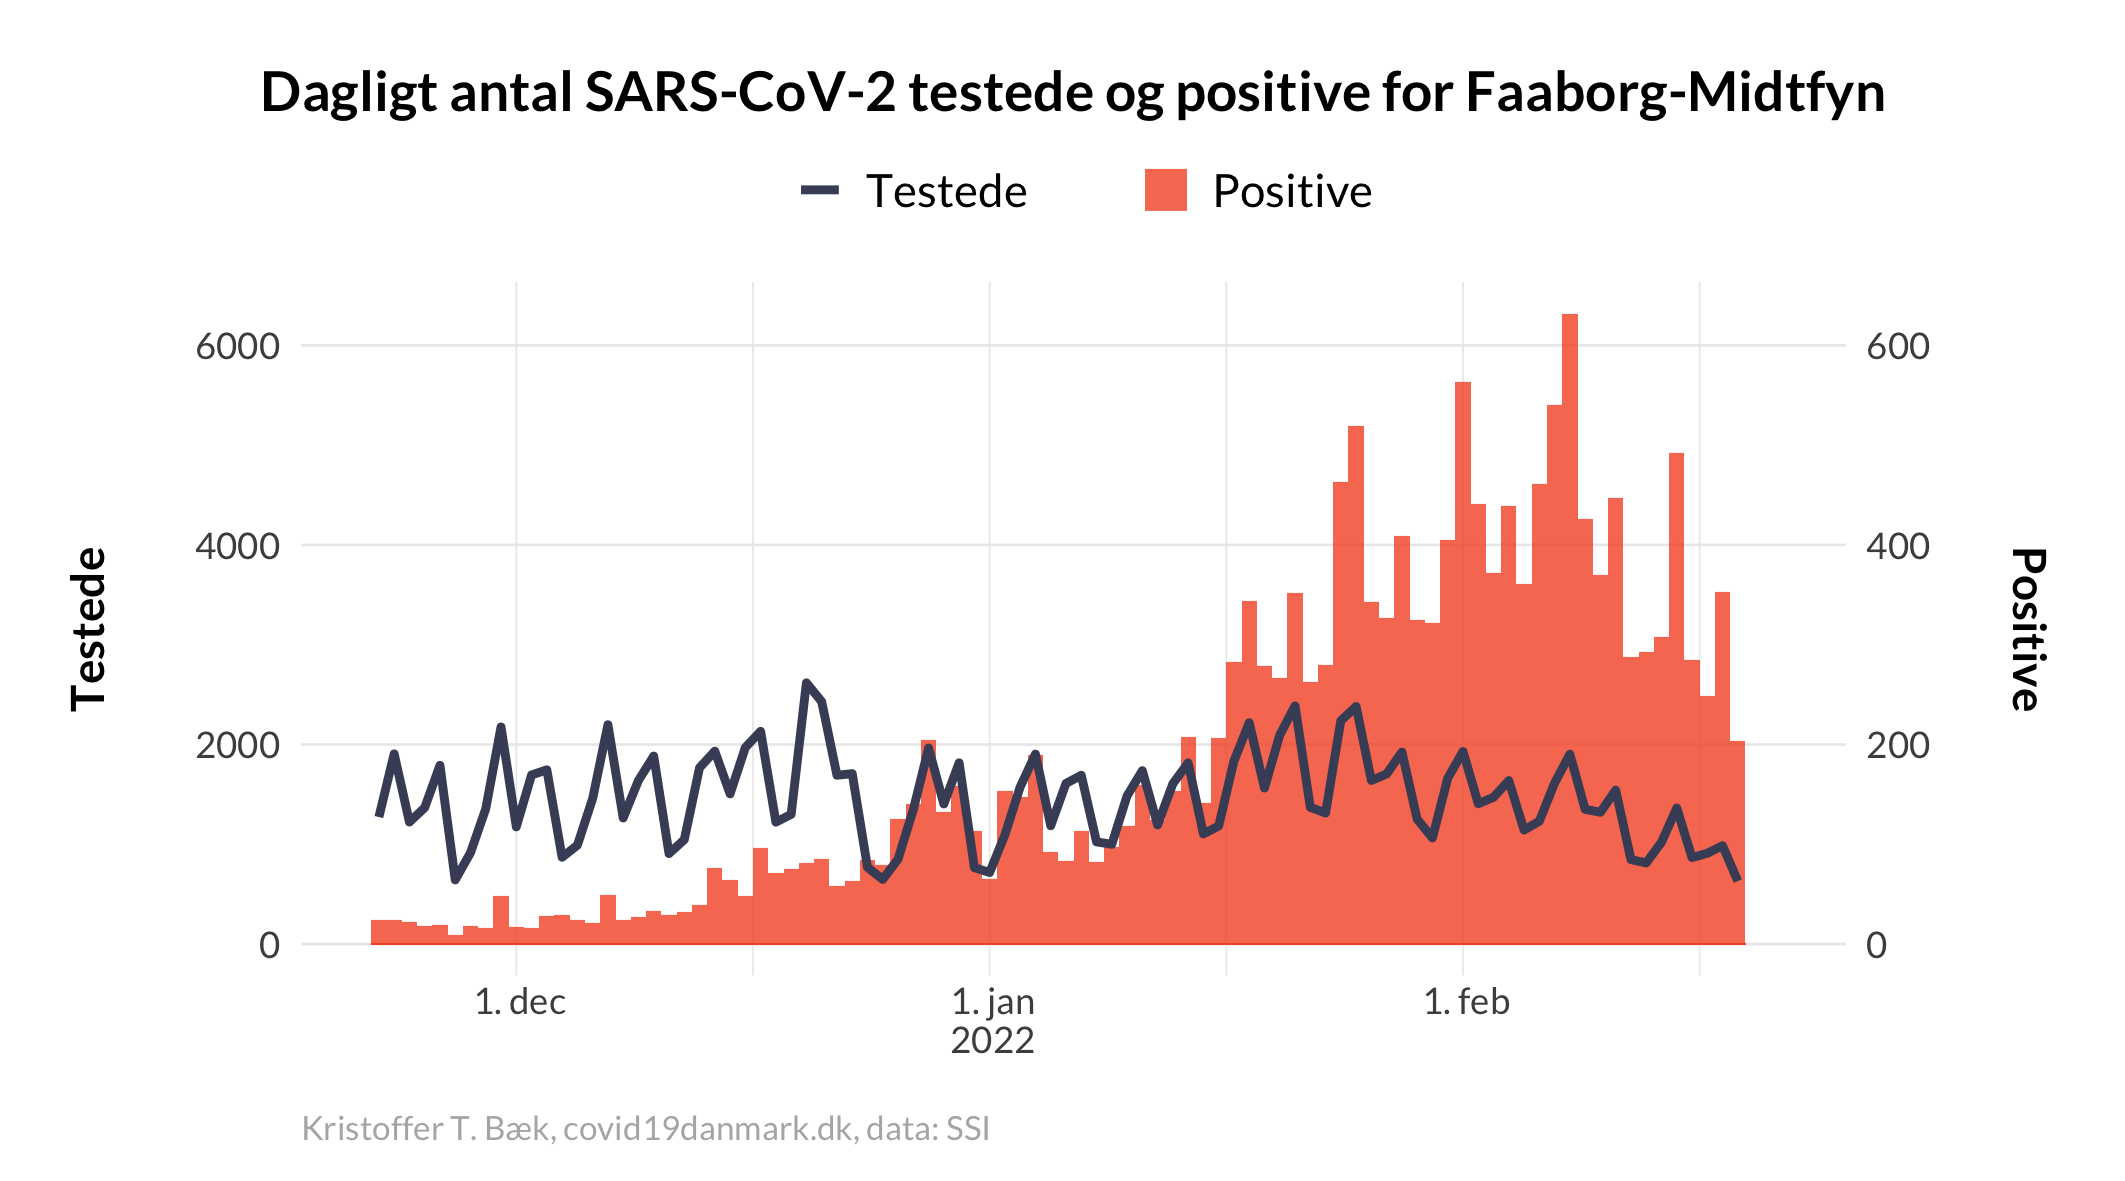 Dagligt antal SARS-CoV-2 testede og positive for Faaborg-Midtfyn
Testede
Positive
6000
4000
2000
0
Testede
600
400
200
0
Positive
1. dec
1. jan
2022
1. feb
Kristoffer T. Bæk, covid19danmark.dk, data: SSI